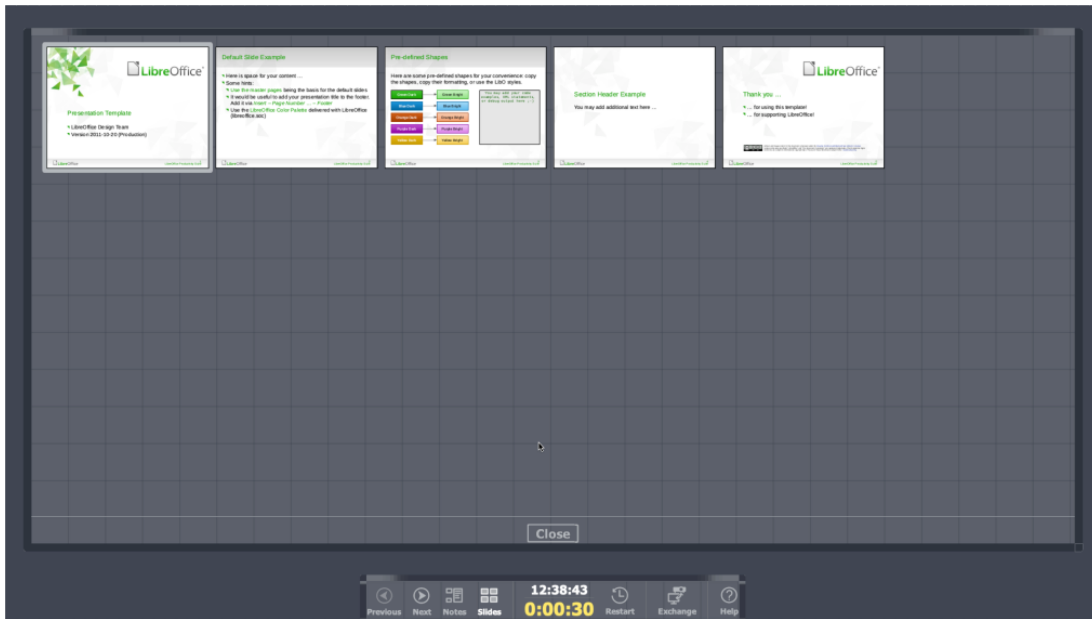 LibreOffice
Presentation Template
LibreOffice Design Team
Version 2011-10-20 (Production)
LibreOffice
Default Slide Example
Here is space for your content ...
Some hints:
Use the master pages being the basis for the default slides
It would be useful to add your presentation title to the footer.
Add it via Insert → Page Number ... → Footer
Use the LibreOffice Color Palette delivered with LibreOffice
(libreoffice.soc)
LibreOffice
Pre-defined Shapes
Here are some pre-defined shapes for your convenience: copy
the shapes, copy their formatting, or use the LibO styles.
Green Dark
Green Bright
Blue Dark
Blue Bright
Orange Dark
Orange Bright
Purple Dark
Purple Bright
Yellow Dark
Yellow Bright
LibreOffice
Section Header Example
You may add additional text here ...
LibreOffice
LibreOffice
Thank you ...
... for using this template!
... for supporting LibreOffice!
LibreOffice
Close
Previous
Next
Notes
Slides
12:38:43
0:00:30
Restart
Exchange
Help